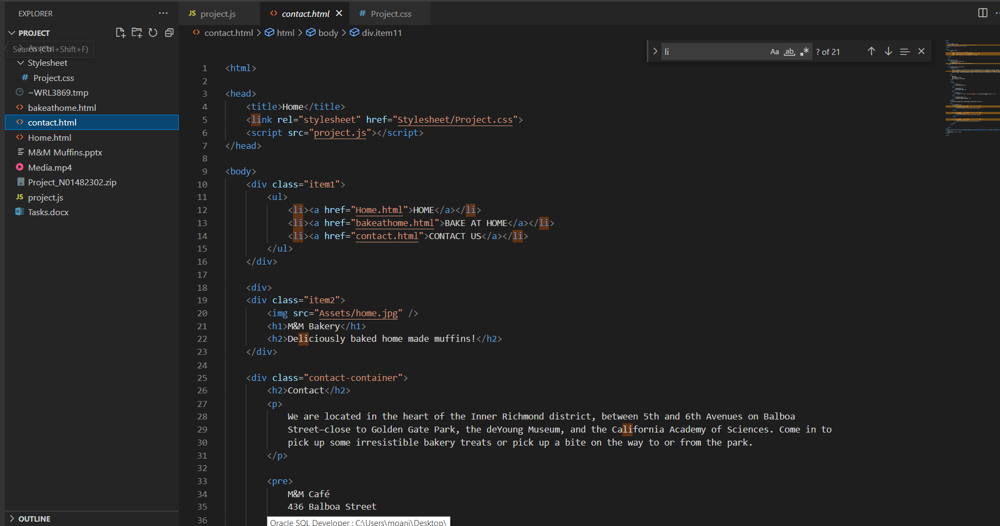 EXPLORER
PROJECT
Search (Ctrl+Shift+F)
Assets
Stylesheet
# Project.css
~WRL3869.tmp
<> bakeathome.html
<> contact.html
<> Home.html
M&M Muffins.pptx
Media.mp4
Project_N01482302.zip
JS project.js
Tasks.docx
OUTLINE
JS project.js
<> contact.html
# Project.css
<> contact.html > html > body > div.item11
li
Aa ab .* ? of 21
1 <html>
2
3 <head>
4 <title>Home</title>
5 <link rel="stylesheet" href="Stylesheet/Project.css">
6 <script src="project.js"></script>
7 </head>
8
9 <body>
10 <div class="item1">
11 <ul>
12 <li><a href="Home.html">HOME</a></li>
13 <li><a href="bakeathome.html">BAKE AT HOME</a></li>
14 <li><a href="contact.html">CONTACT US</a></li>
15 </ul>
16 </div>
17
18 <div>
19 <div class="item2">
20 <img src="Assets/home.jpg" />
21 <h1>M&M Bakery</h1>
22 <h2>Deliciously baked home made muffins!</h2>
23 </div>
24
25 <div class="contact-container">
26 <h2>Contact</h2>
27 <p>
28 We are located in the heart of the Inner Richmond district, between 5th and 6th Avenues on Balboa
29 Street—close to Golden Gate Park, the deYoung Museum, and the California Academy of Sciences. Come in to
30 pick up some irresistible bakery treats or pick up a bite on the way to or from the park.
31 </p>
32
33 <pre>
34 M&M Café
35 436 Balboa Street
36
Oracle SQL Developer : C:\Users\moani\Desktop\